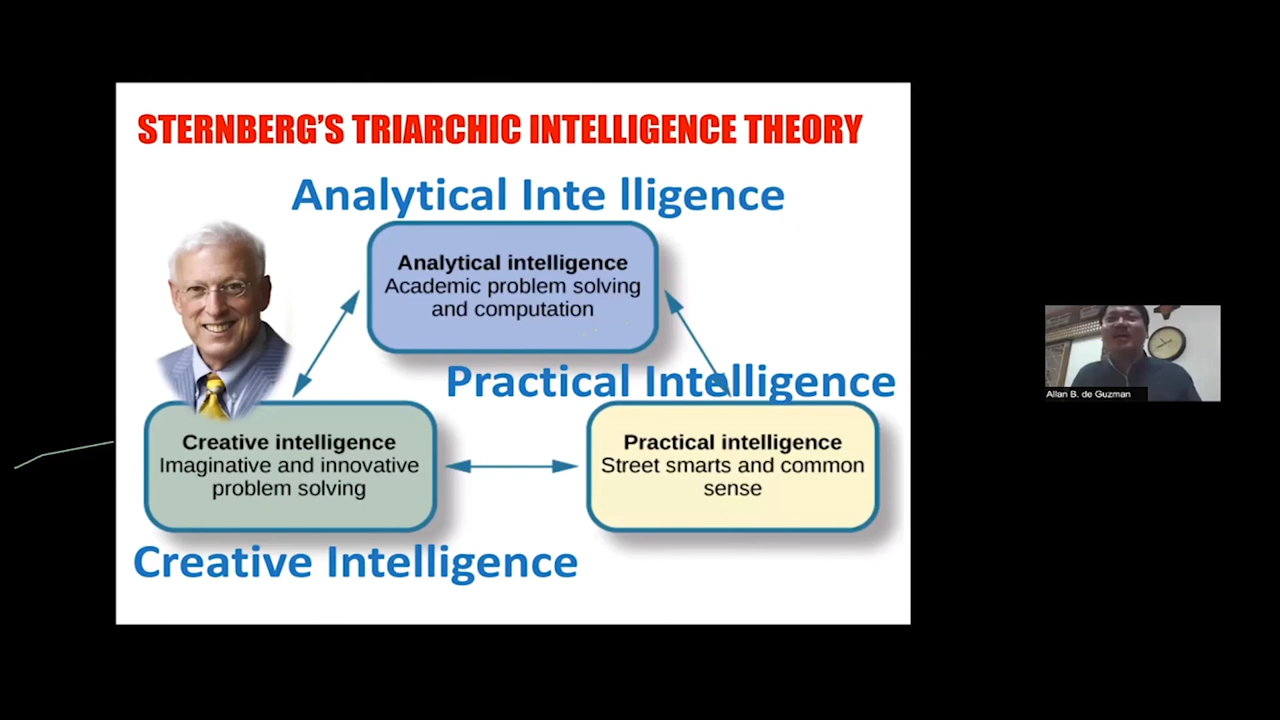 STERNBERG'S TRIARCHIC INTELLIGENCE THEORY
Analytical Inte lligence
Analytical intelligence
Academic problem solving
and computation
Practical Intelligence
Creative intelligence
Imaginative and innovative
problem solving
Practical intelligence
Street smarts and common
sense
Creative Intelligence
Allan B. de Guzman